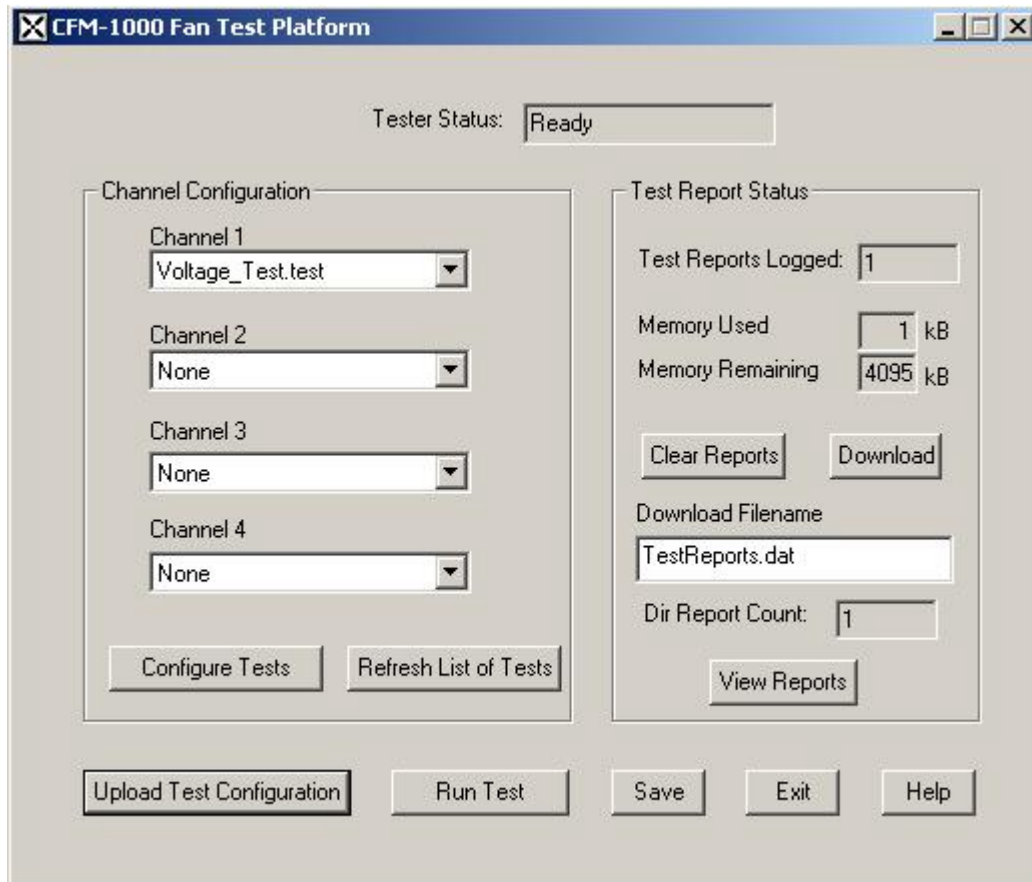 CFM-1000 Fan Test Platform
Tester Status: Ready
Channel Configuration
Channel 1
Voltage_Test.test
Channel 2
None
Channel 3
None
Channel 4
None
Configure Tests
Refresh List of Tests
Test Report Status
Test Reports Logged: 1
Memory Used 1 kB
Memory Remaining 4095 kB
Clear Reports
Download
Download Filename
TestReports.dat
Dir Report Count: 1
View Reports
Upload Test Configuration
Run Test
Save
Exit
Help